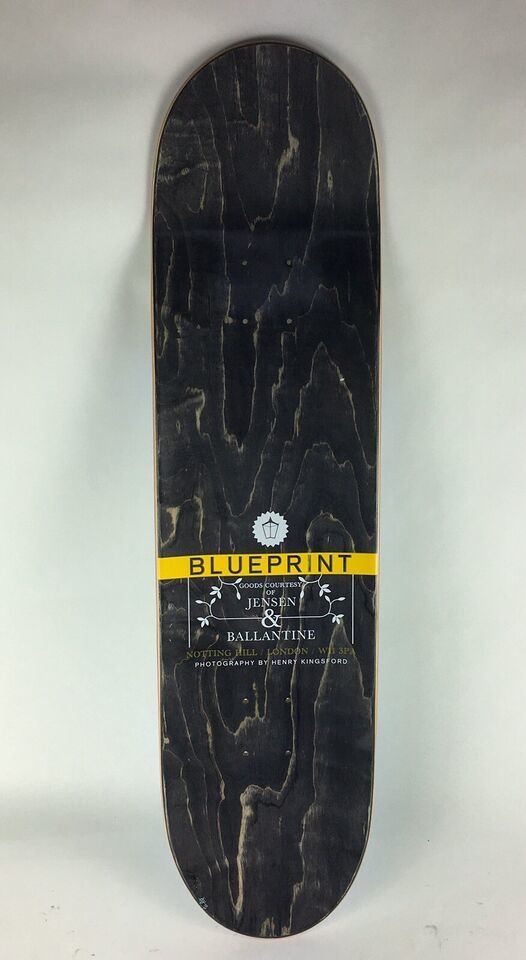 BLUEPRINT
GOODS COURTESY
OF
JENSEN
&
BALLANTINE
NOTTING HILL / LONDON / W11 3PA
PHOTOGRAPHY BY HENRY KINGSFORD